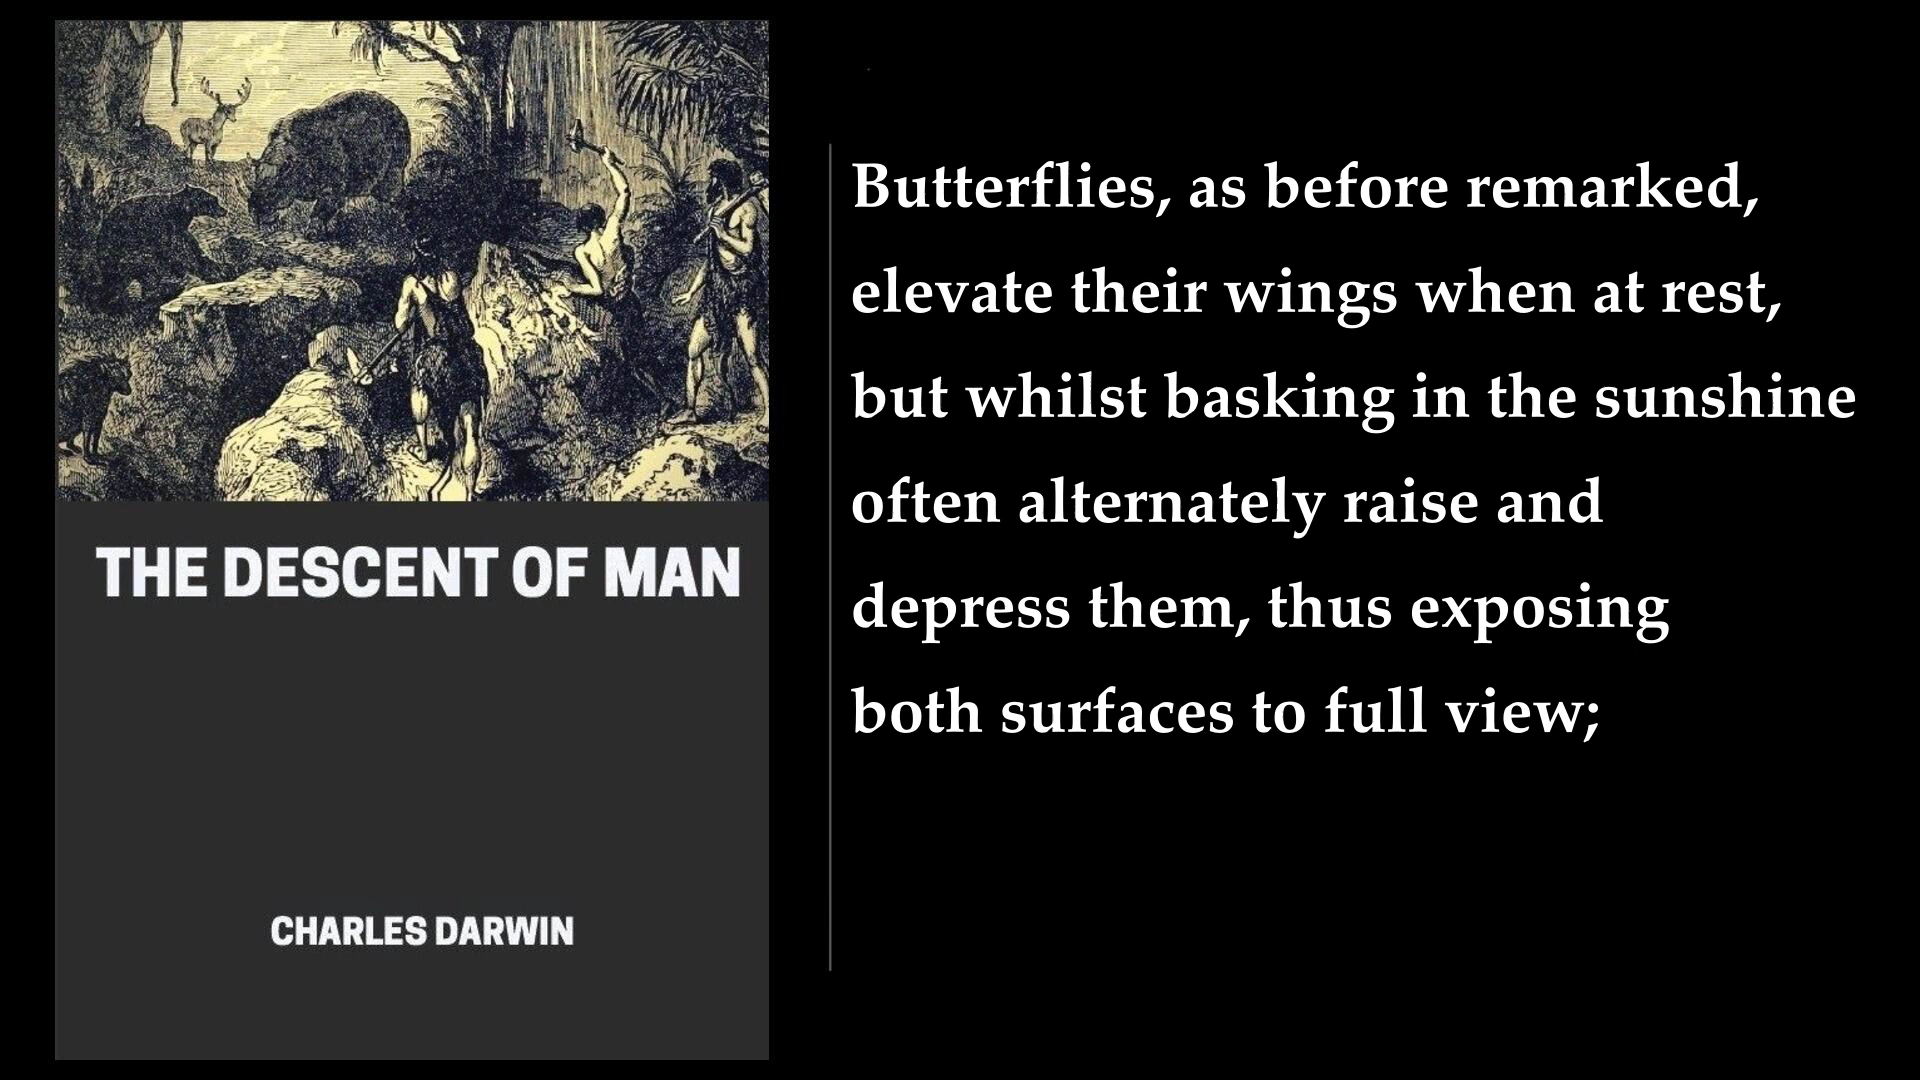 THE DESCENT OF MAN
CHARLES DARWIN
Butterflies, as before remarked,
elevate their wings when at rest,
but whilst basking in the sunshine
often alternately raise and
depress them, thus exposing
both surfaces to full view;